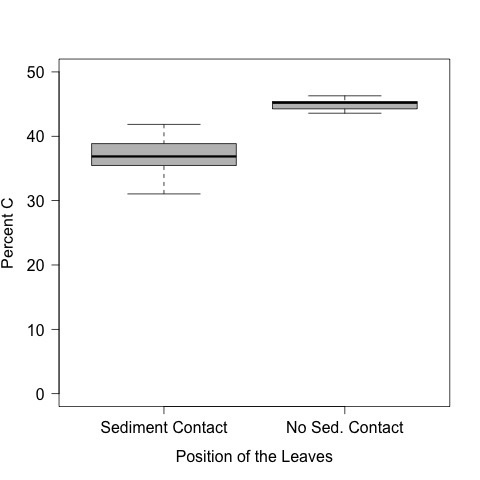 50
40
30
20
10
0
Percent C
Sediment Contact
No Sed. Contact
Position of the Leaves